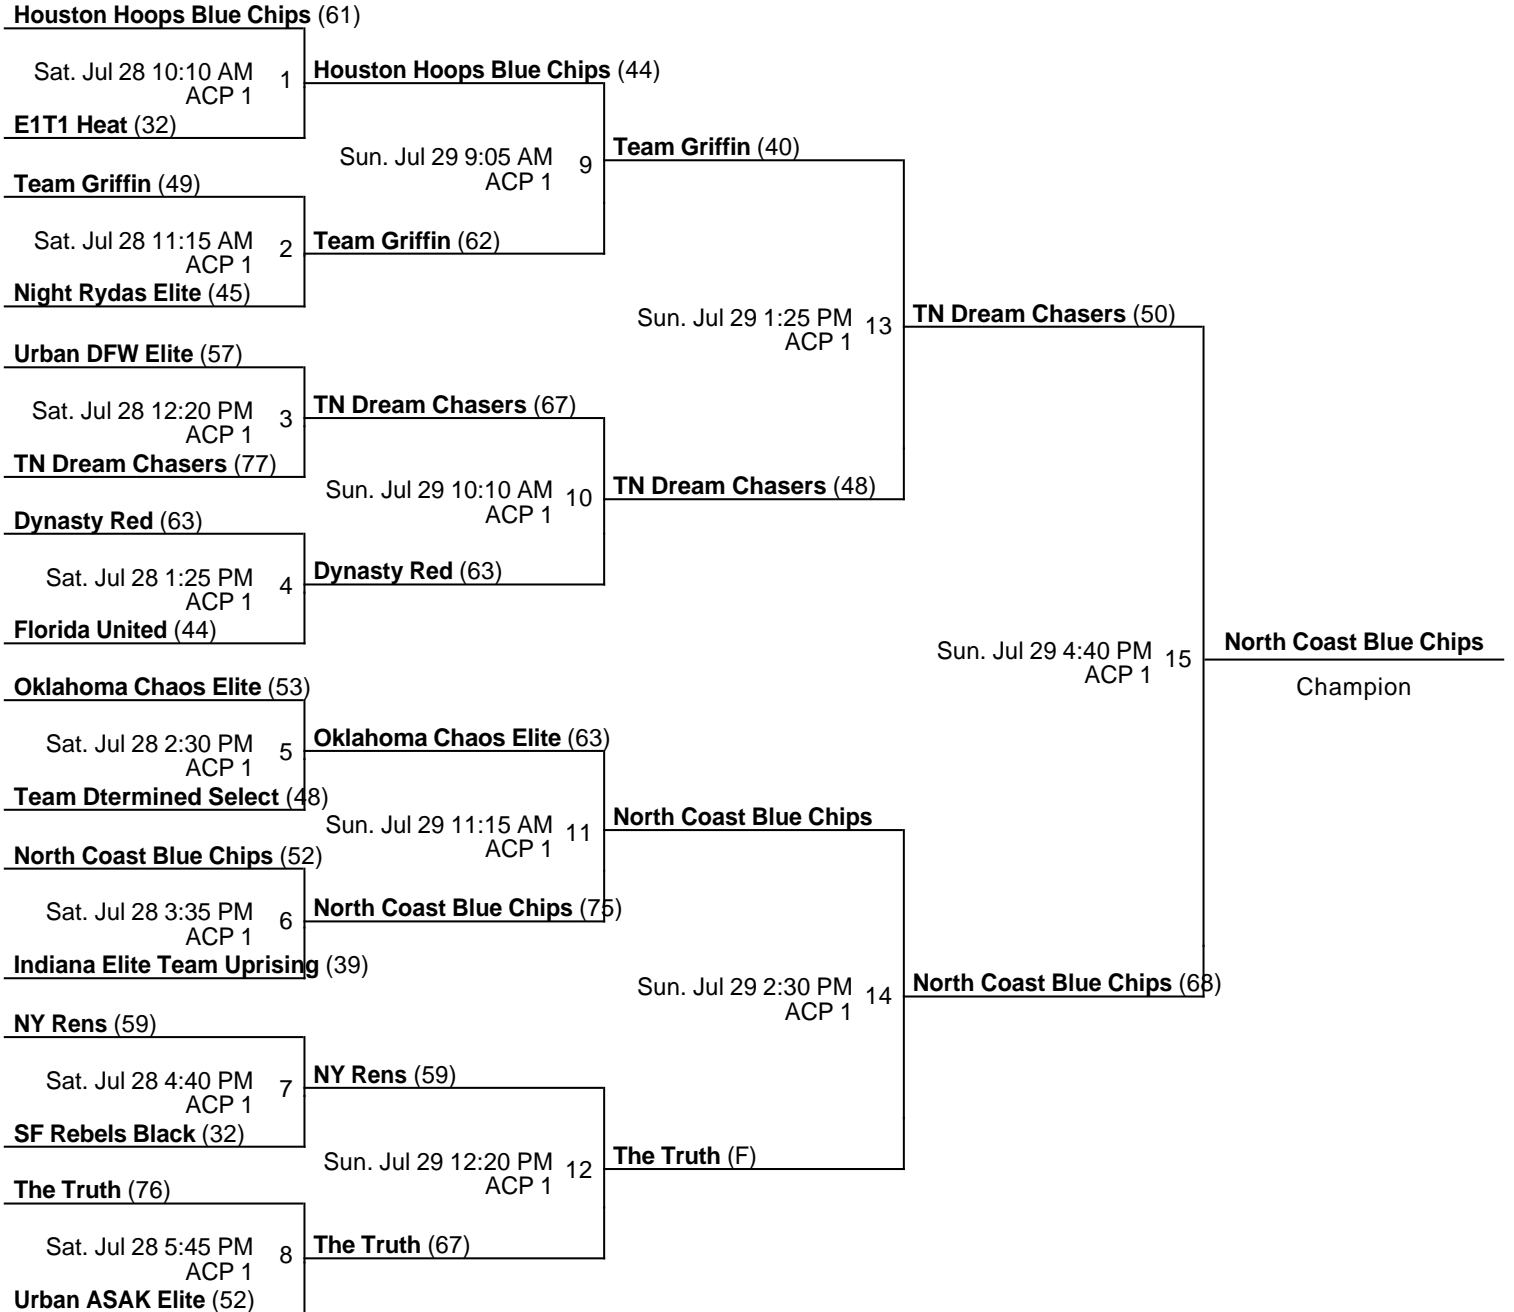 Houston Hoops Blue Chips (61)
Sat. Jul 28 10:10 AM 1
ACP 1
E1T1 Heat (32)
Team Griffin (49)
Sat. Jul 28 11:15 AM 2
ACP 1
Night Rydas Elite (45)
Urban DFW Elite (57)
Sat. Jul 28 12:20 PM 3
ACP 1
TN Dream Chasers (77)
Dynasty Red (63)
Sat. Jul 28 1:25 PM 4
ACP 1
Florida United (44)
Oklahoma Chaos Elite (53)
Sat. Jul 28 2:30 PM 5
ACP 1
Team Dtermined Select (48)
North Coast Blue Chips (52)
Sat. Jul 28 3:35 PM 6
ACP 1
Indiana Elite Team Uprising (39)
NY Rens (59)
Sat. Jul 28 4:40 PM 7
ACP 1
SF Rebels Black (32)
The Truth (76)
Sat. Jul 28 5:45 PM 8
ACP 1
Urban ASAK Elite (52)
Houston Hoops Blue Chips (44)
Sun. Jul 29 9:05 AM 9
ACP 1
Team Griffin (62)
TN Dream Chasers (67)
Sun. Jul 29 10:10 AM 10
ACP 1
Dynasty Red (63)
Oklahoma Chaos Elite (63)
Sun. Jul 29 11:15 AM 11
ACP 1
North Coast Blue Chips (75)
NY Rens (59)
Sun. Jul 29 12:20 PM 12
ACP 1
The Truth (67)
Team Griffin (40)
Sun. Jul 29 1:25 PM 13
ACP 1
TN Dream Chasers (48)
North Coast Blue Chips
Sun. Jul 29 2:30 PM 14
ACP 1
The Truth (F)
TN Dream Chasers (50)
Sun. Jul 29 4:40 PM 15
ACP 1
North Coast Blue Chips (68)
North Coast Blue Chips
Champion